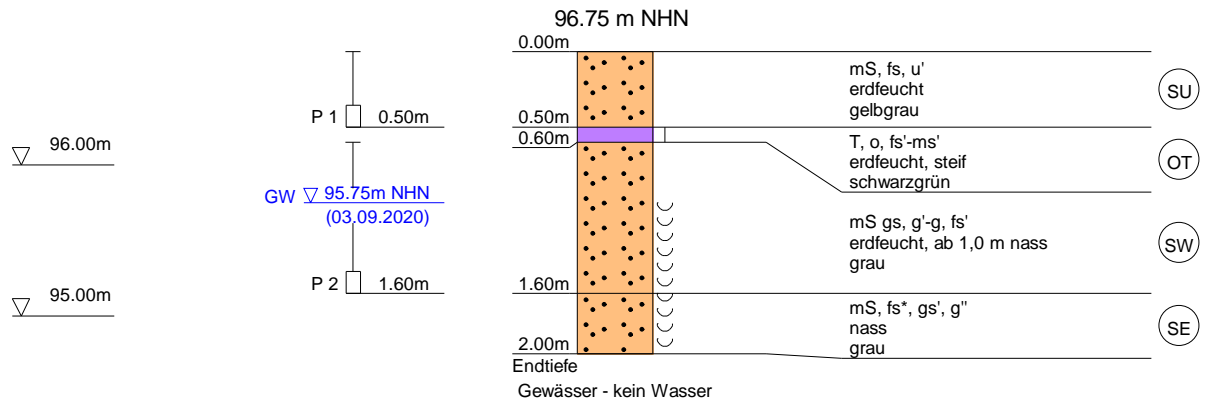 96.75 m NHN
0.00m
mS, fs, u'
erdfeucht
gelbgrau
SU
P 1 0.50m
0.50m
0.60m
96.00m
T, o, fs'-ms'
erdfeucht, steif
schwarzgrün
OT
GW 95.75m NHN
(03.09.2020)
mS gs, g'-g, fs'
erdfeucht, ab 1,0 m nass
grau
SW
P 2 1.60m
1.60m
95.00m
mS, fs*, gs', g''
nass
grau
SE
2.00m
Endtiefe
Gewässer - kein Wasser